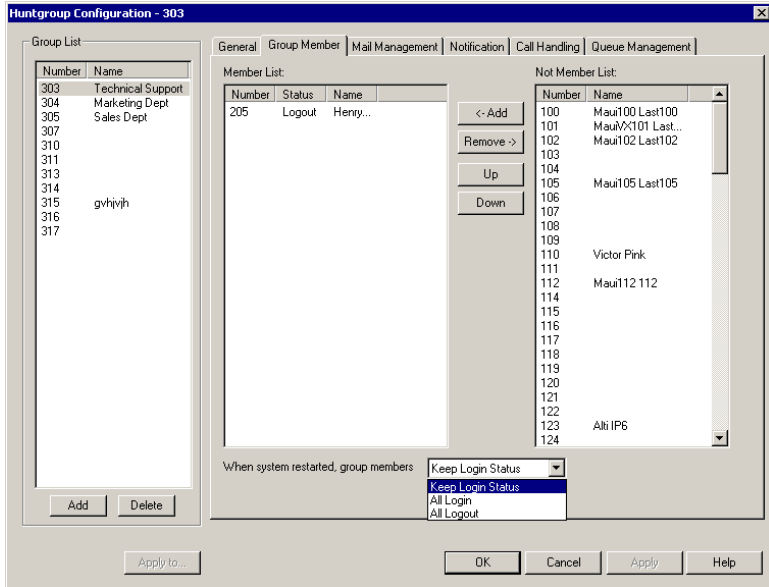 Huntgroup Configuration - 303
Group List
Number Name
303 Technical Support
304 Marketing Dept
305 Sales Dept
307
310
311
313
314
315 gvhjvjh
316
317
Add Delete
Apply to...
General Group Member Mail Management Notification Call Handling Queue Management
Member List:
Number Status Name
205 Logout Henry...
<- Add
Remove ->
Up
Down
Not Member List:
Number Name
100 Maui100 Last100
101 MauiVX101 Last...
102 Maui102 Last102
103
104
105 Maui105 Last105
106
107
108
109
110 Victor Pink
111
112 Maui112 112
114
115
116
117
118
119
120
121
122
123 Alti IP6
124
When system restarted, group members Keep Login Status
Keep Login Status
All Login
All Logout
OK Cancel Apply Help